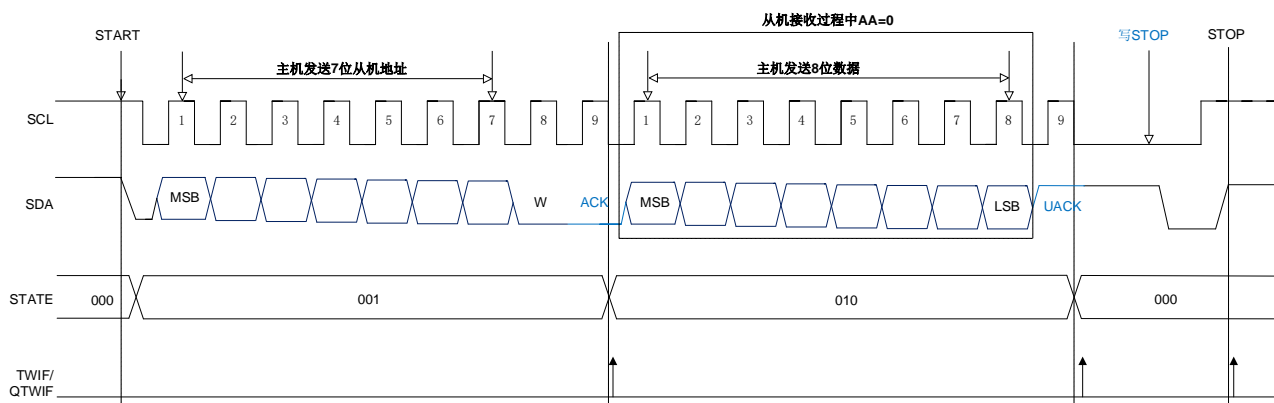 从机接收过程中AA=0
START
写STOP
STOP
主机发送7位从机地址
主机发送8位数据
SCL
1 2 3 4 5 6 7 8 9 1 2 3 4 5 6 7 8 9
SDA
MSB
W
ACK
MSB
LSB
UACK
STATE
000
001
010
000
TWIF/
QTWIF